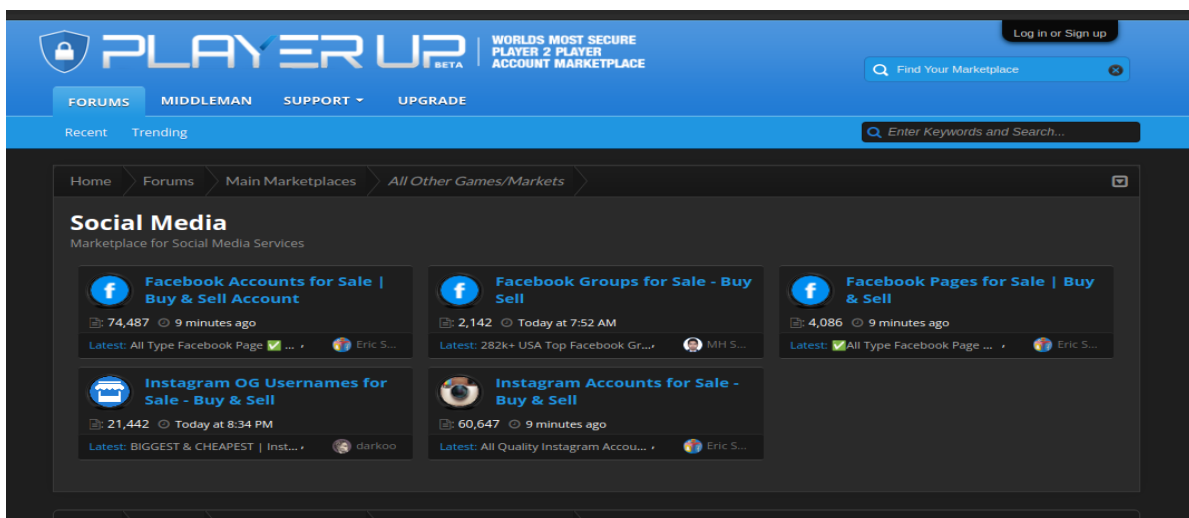 PLAYER UP
BETA
WORLDS MOST SECURE
PLAYER 2 PLAYER
ACCOUNT MARKETPLACE
Log in or Sign up
Find Your Marketplace
FORUMS MIDDLEMAN SUPPORT UPGRADE
Recent Trending
Enter Keywords and Search...
Home Forums Main Marketplaces All Other Games/Markets
Social Media
Marketplace for Social Media Services
Facebook Accounts for Sale |
Buy & Sell Account
74,487 9 minutes ago
Latest: All Type Facebook Page ✅ ... Eric S...
Facebook Groups for Sale - Buy
Sell
2,142 Today at 7:52 AM
Latest: 282k+ USA Top Facebook Gr... MH S...
Facebook Pages for Sale | Buy
& Sell
4,086 9 minutes ago
Latest: ✅All Type Facebook Page ... Eric S...
Instagram OG Usernames for
Sale - Buy & Sell
21,442 Today at 8:34 PM
Latest: BIGGEST & CHEAPEST | Inst... darkoo
Instagram Accounts for Sale -
Buy & Sell
60,647 9 minutes ago
Latest: All Quality Instagram Accou... Eric S...